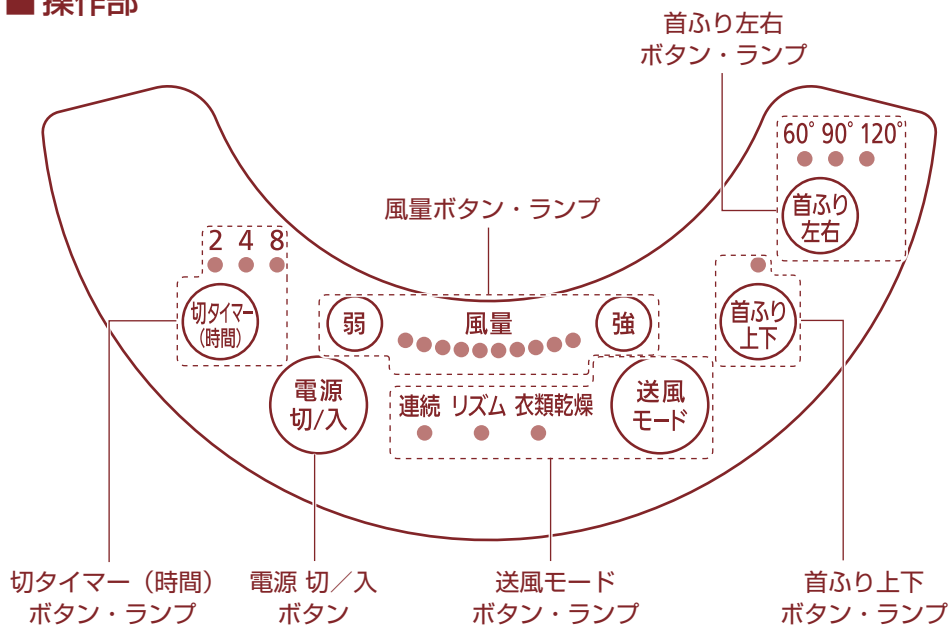 ■ 操作部
首ふり左右
ボタン・ランプ
60° 90° 120°
首ふり
左右
風量ボタン・ランプ
2 4 8
切タイマー
(時間)
弱
風量
強
首ふり
上下
電源
切/入
連続 リズム 衣類乾燥
送風
モード
切タイマー（時間）
ボタン・ランプ
電源 切／入
ボタン
送風モード
ボタン・ランプ
首ふり上下
ボタン・ランプ